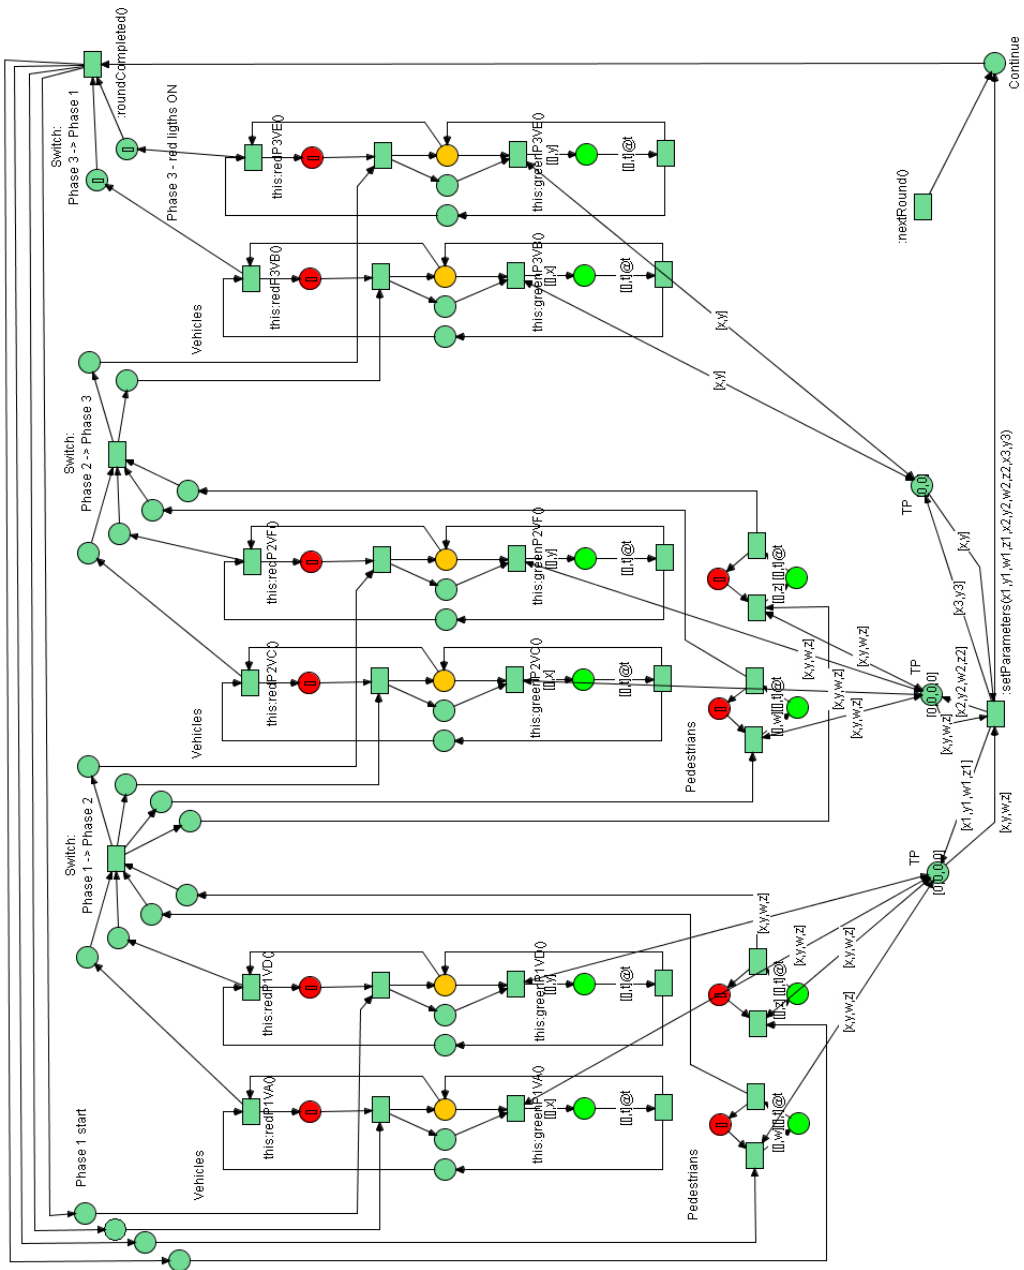 :roundCompleted()
Switch:
Phase 3 -> Phase 1
Phase 3 - red ligths ON
this:redP3VE()
this:greenP3VE()
[[],y]
[[],t]@t
Continue
:nextRound()
Vehicles
this:redP3VB()
this:greenP3VB()
[[],x]
[[],t]@t
[x,y]
[x,y]
Switch:
Phase 2 -> Phase 3
this:redP2VF()
this:greenP2VF()
[[],y]
[[],t]@t
[[],z]
[[],t]@t
TP
[0,0]
[x,y]
[x3,y3]
:setParameters(x1,y1,w1,z1,x2,y2,w2,z2,x3,y3)
Vehicles
this:redP2VC()
this:greenP2VC()
[[],x]
[[],t]@t
Pedestrians
[[],w]
[[],t]@t
[x,y,w,z]
[x,y,w,z]
[x,y,w,z]
[x,y,w,z]
TP
[0,0,0,0]
[x2,y2,w2,z2]
[x,y,w,z]
Switch:
Phase 1 -> Phase 2
[x1,y1,w1,z1]
[x,y,w,z]
TP
[0,0,0,0]
this:redP1VD()
this:greenP1VD()
[[],y]
[[],t]@t
[[],z]
[[],t]@t
[x,y,w,z]
[x,y,w,z]
[x,y,w,z]
[x,y,w,z]
Phase 1 start
Vehicles
this:redP1VA()
this:greenP1VA()
[[],x]
[[],t]@t
Pedestrians
[[],w]
[[],t]@t